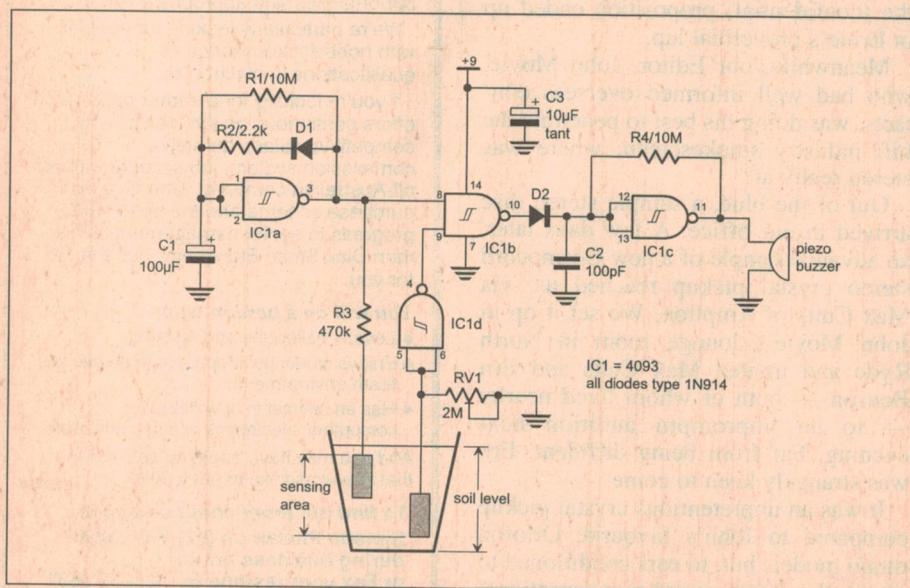 R1/10M
R2/2.2k
D1
1
2
IC1a
C1
100µF
+
+9
+
C3
10µF
tant
8
14
9
7
10
IC1b
D2
C2
100pF
R4/10M
12
13
IC1c
piezo
buzzer
R3
470k
4
5
6
IC1d
RV1
2M
IC1 = 4093
all diodes type 1N914
sensing
area
soil level